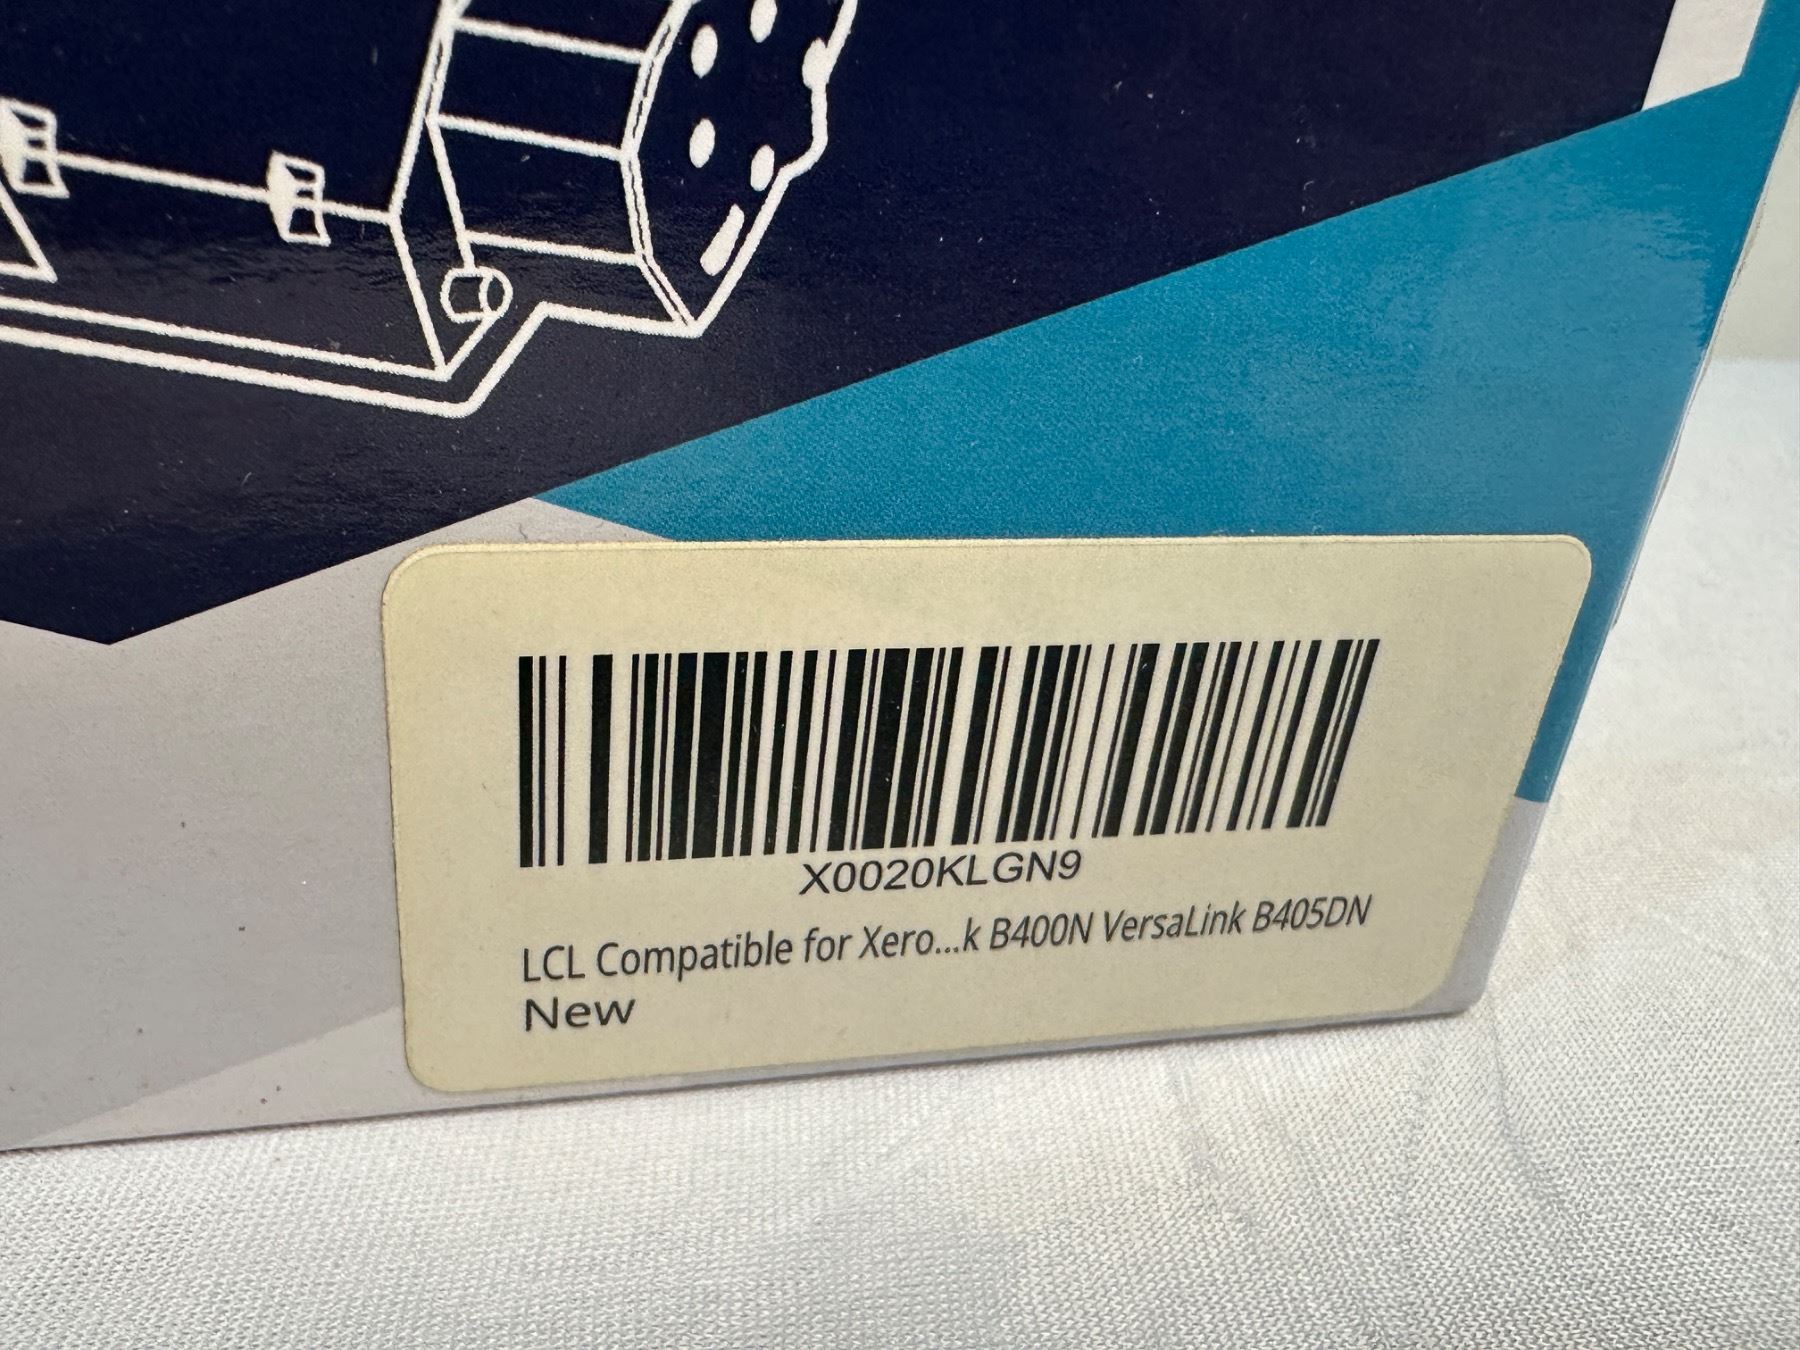 X0020KLGN9
LCL Compatible for Xero...k B400N VersaLink B405DN
New